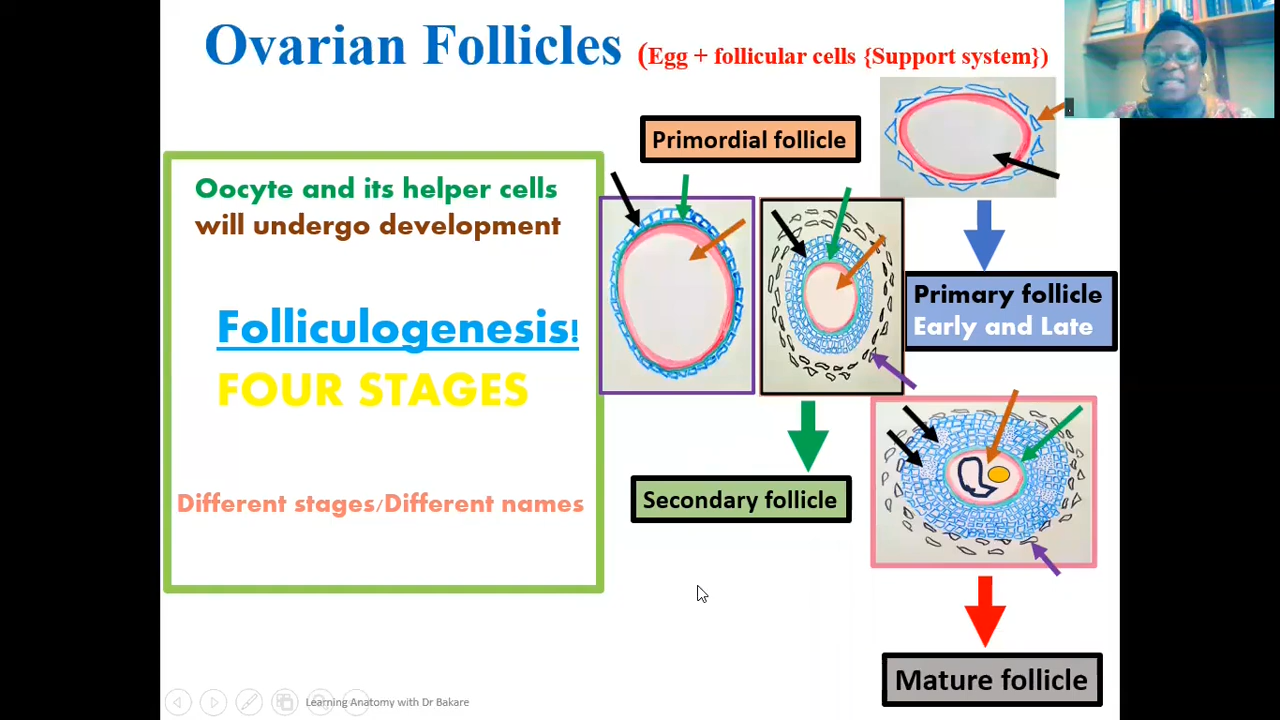 Ovarian Follicles (Egg + follicular cells {Support system})
Primordial follicle
Oocyte and its helper cells
will undergo development
Folliculogenesis!
FOUR STAGES
Different stages/Different names
Primary follicle
Early and Late
Secondary follicle
Mature follicle
Learning Anatomy with Dr Bakare